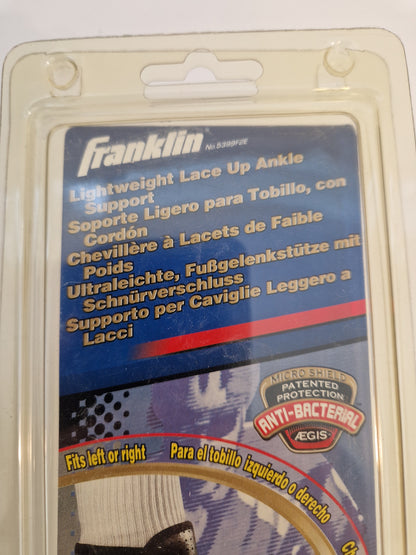 Franklin
No. 5399F2E
Lightweight Lace Up Ankle
Support
Soporte Ligero para Tobillo, con
Cordón
Chevillère à Lacets de Faible
Poids
Ultraleichte, Fußgelenkstütze mit
Schnürverschluss
Supporto per Caviglie Leggero a
Lacci
MICRO SHIELD
PATENTED
PROTECTION
ANTI-BACTERIAL
ÆGIS
Fits left or right
Para el tobillo izquierdo o derecho